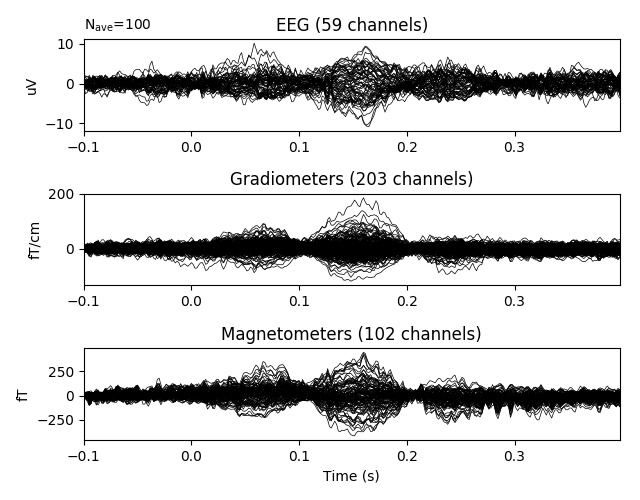 N_ave=100
EEG (59 channels)
10
0
−10
uV
−0.1 0.0 0.1 0.2 0.3
Gradiometers (203 channels)
200
0
fT/cm
−0.1 0.0 0.1 0.2 0.3
Magnetometers (102 channels)
250
0
−250
fT
−0.1 0.0 0.1 0.2 0.3
Time (s)